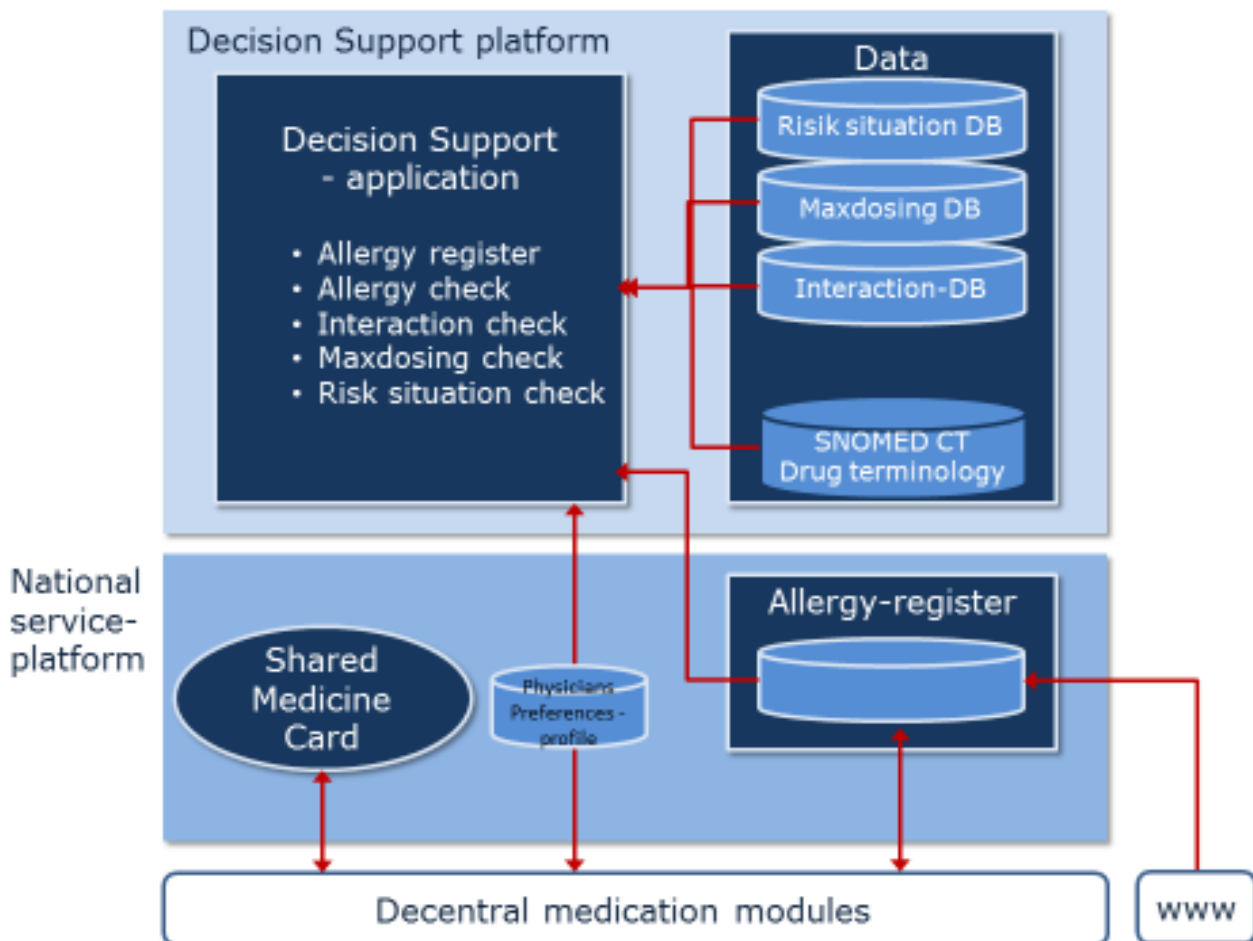 Decision Support platform
Decision Support
- application
• Allergy register
• Allergy check
• Interaction check
• Maxdosing check
• Risk situation check
Data
Risik situation DB
Maxdosing DB
Interaction-DB
SNOMED CT
Drug terminology
National
service-
platform
Shared
Medicine
Card
Physicians
Preferences -
profile
Allergy-register
Decentral medication modules
www